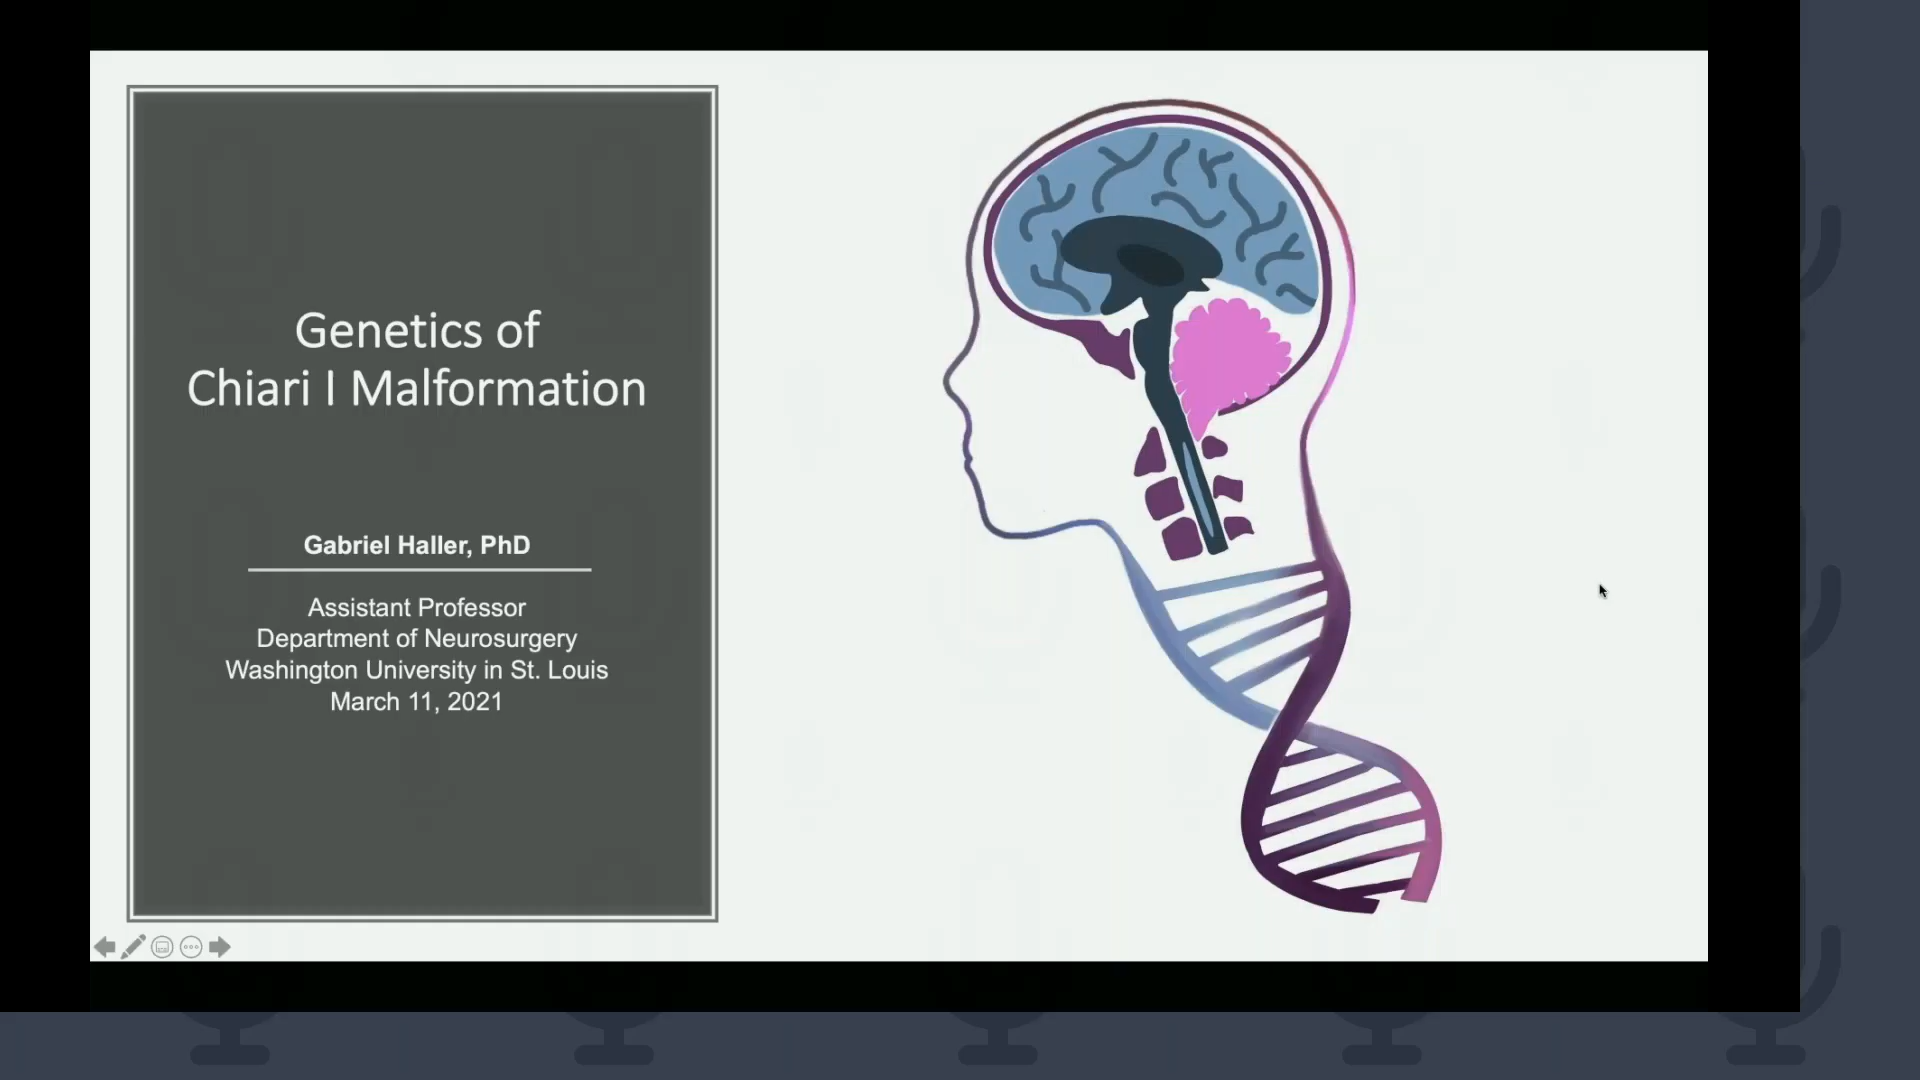 Genetics of
Chiari I Malformation
Gabriel Haller, PhD
Assistant Professor
Department of Neurosurgery
Washington University in St. Louis
March 11, 2021